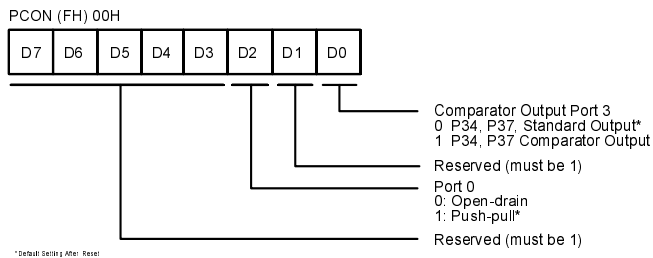 PCON (FH) 00H
D7 D6 D5 D4 D3 D2 D1 D0
Comparator Output Port 3
0 P34, P37, Standard Output*
1 P34, P37 Comparator Output
Reserved (must be 1)
Port 0
0: Open-drain
1: Push-pull*
Reserved (must be 1)
* Default Setting After Reset